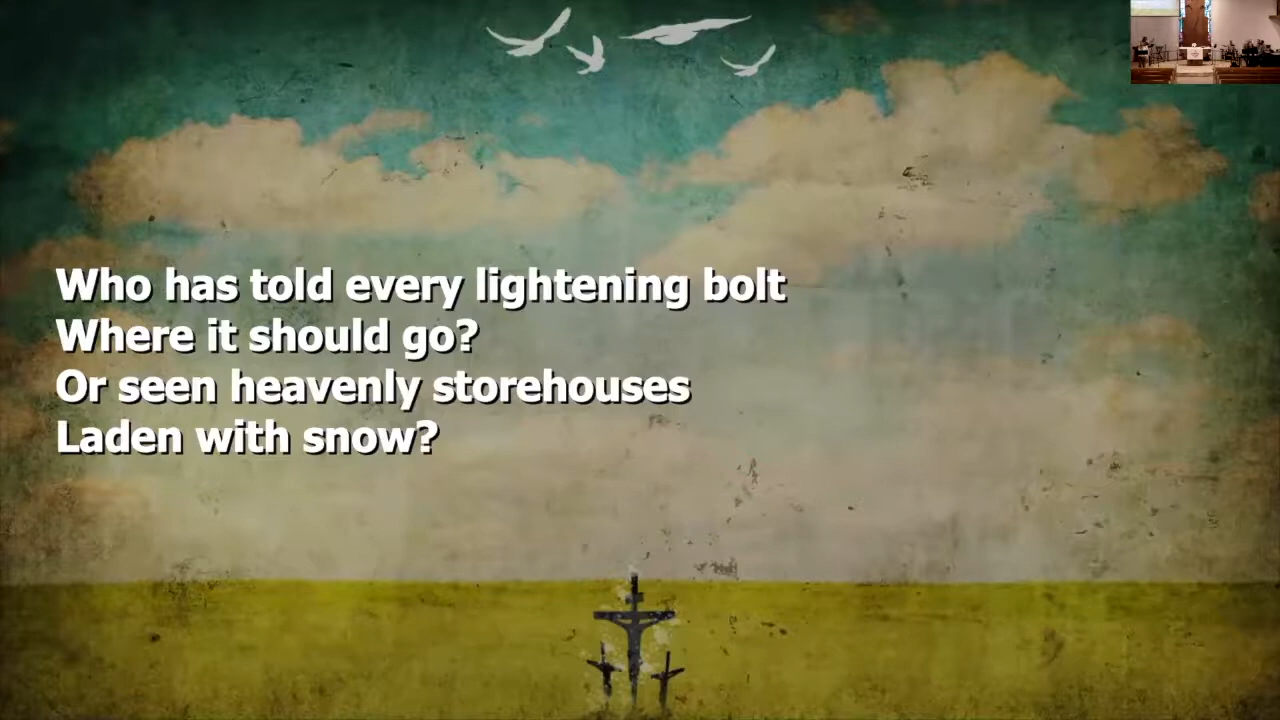 Who has told every lightening bolt
Where it should go?
Or seen heavenly storehouses
Laden with snow?